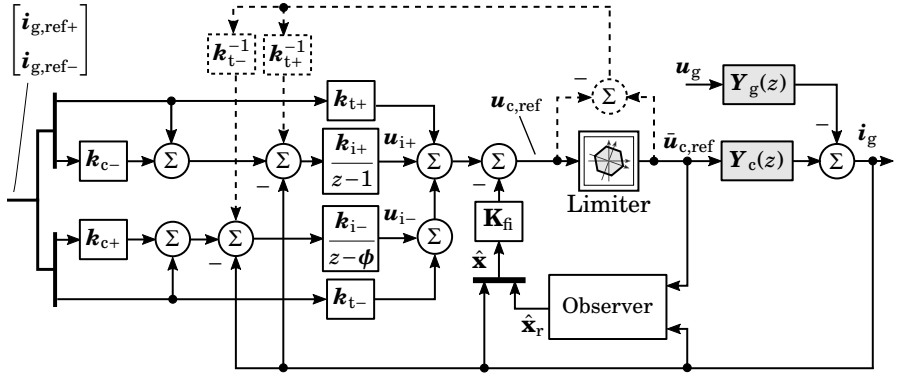 [i_g,ref+
i_g,ref−]
k_t−^−1
k_t+^−1
−
Σ
k_t+
u_c,ref
u_g
Y_g(z)
−
k_c−
Σ
Σ
−
k_i+
z−1
u_i+
Σ
Σ
−
Limiter
ū_c,ref
Y_c(z)
Σ
i_g
k_c+
Σ
Σ
−
k_i−
z−ϕ
u_i−
Σ
K_fi
x̂
k_t−
x̂_r
Observer